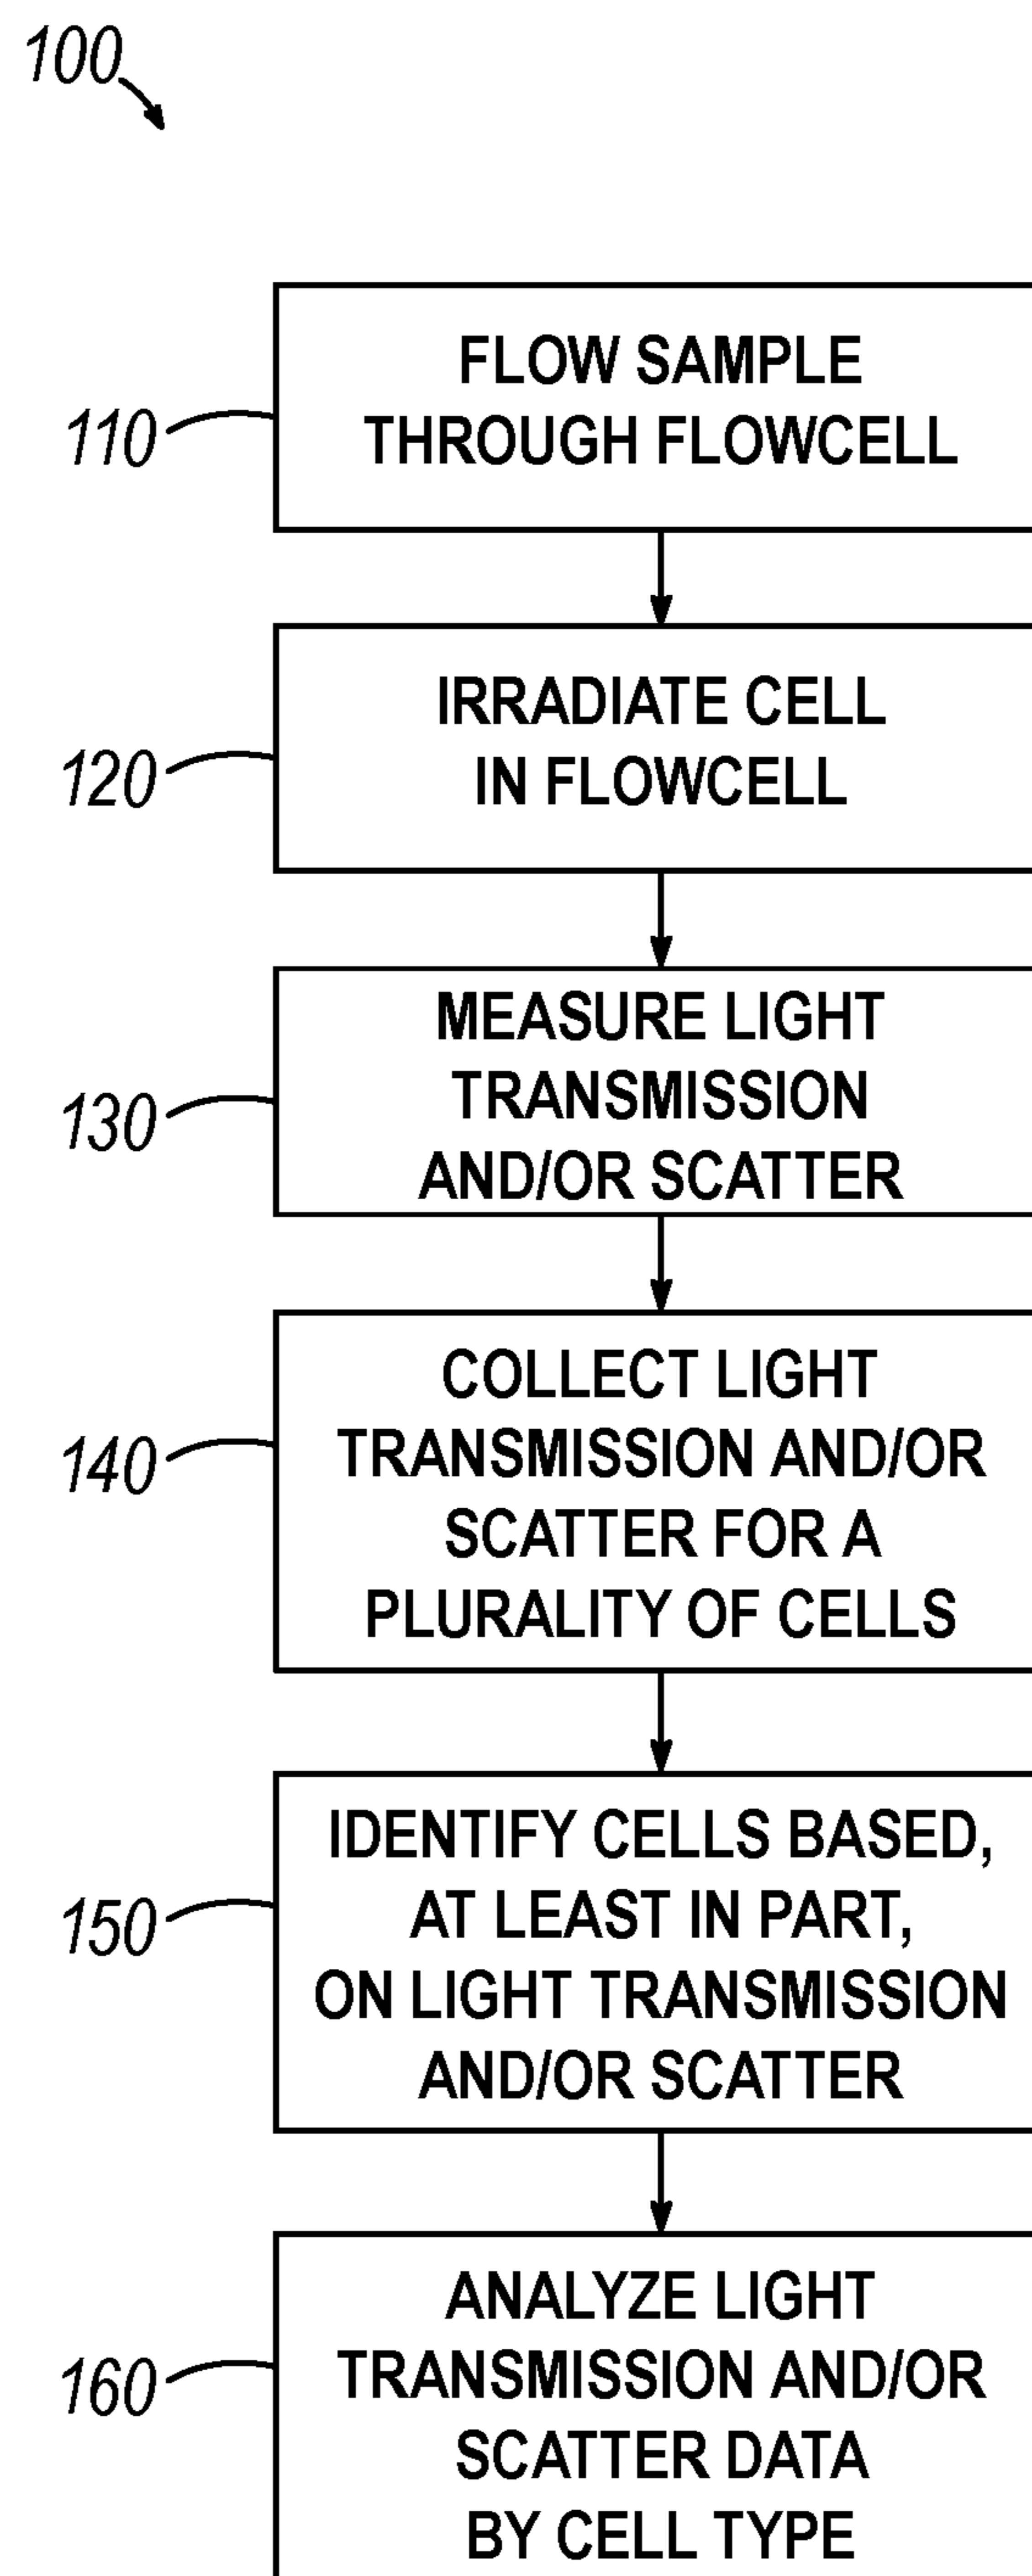 100
110
FLOW SAMPLE
THROUGH FLOWCELL
120
IRRADIATE CELL
IN FLOWCELL
130
MEASURE LIGHT
TRANSMISSION
AND/OR SCATTER
140
COLLECT LIGHT
TRANSMISSION AND/OR
SCATTER FOR A
PLURALITY OF CELLS
150
IDENTIFY CELLS BASED,
AT LEAST IN PART,
ON LIGHT TRANSMISSION
AND/OR SCATTER
160
ANALYZE LIGHT
TRANSMISSION AND/OR
SCATTER DATA
BY CELL TYPE